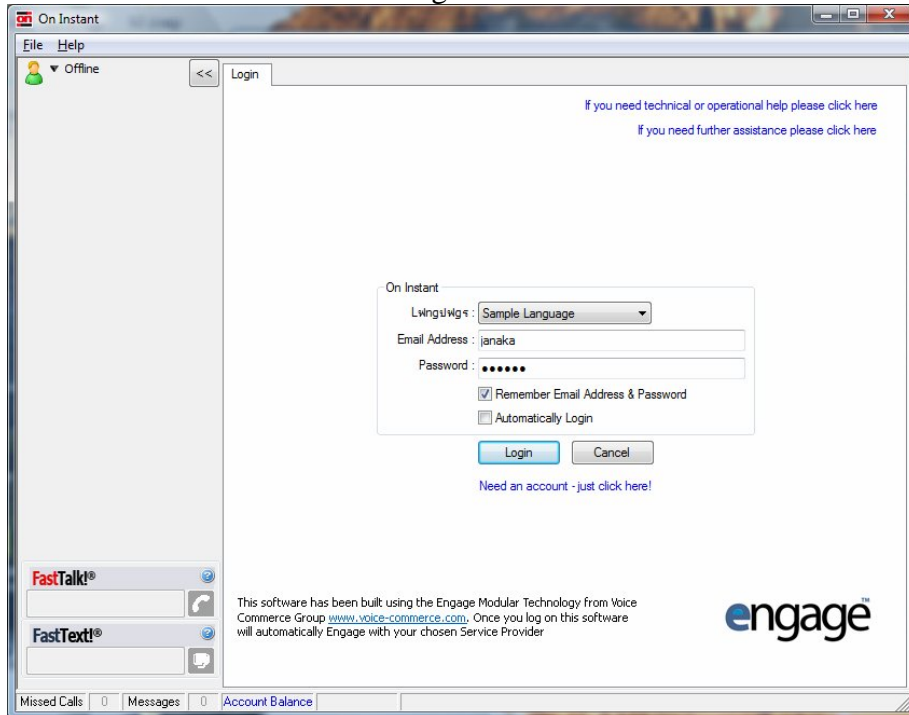 On Instant
File Help
Offline
<<
Login
If you need technical or operational help please click here
If you need further assistance please click here
On Instant
Sample Language
Email Address : janaka
Password : ●●●●●●
Remember Email Address & Password
Automatically Login
Login Cancel
Need an account - just click here!
FastTalk!®
FastText!®
This software has been built using the Engage Modular Technology from Voice
Commerce Group www.voice-commerce.com. Once you log on this software
will automatically Engage with your chosen Service Provider
engage™
Missed Calls 0 Messages 0 Account Balance